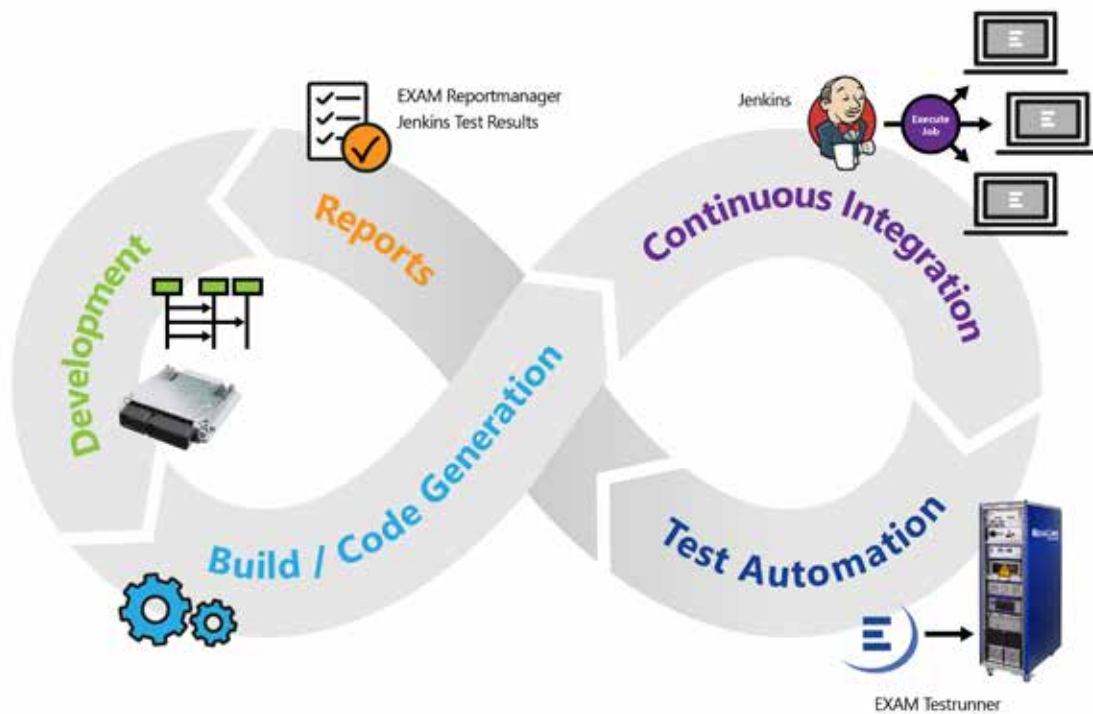 EXAM Reportmanager
Jenkins Test Results
Jenkins
Execute
Job
Reports
Continuous Integration
Development
Build / Code Generation
Test Automation
EXAM Testrunner